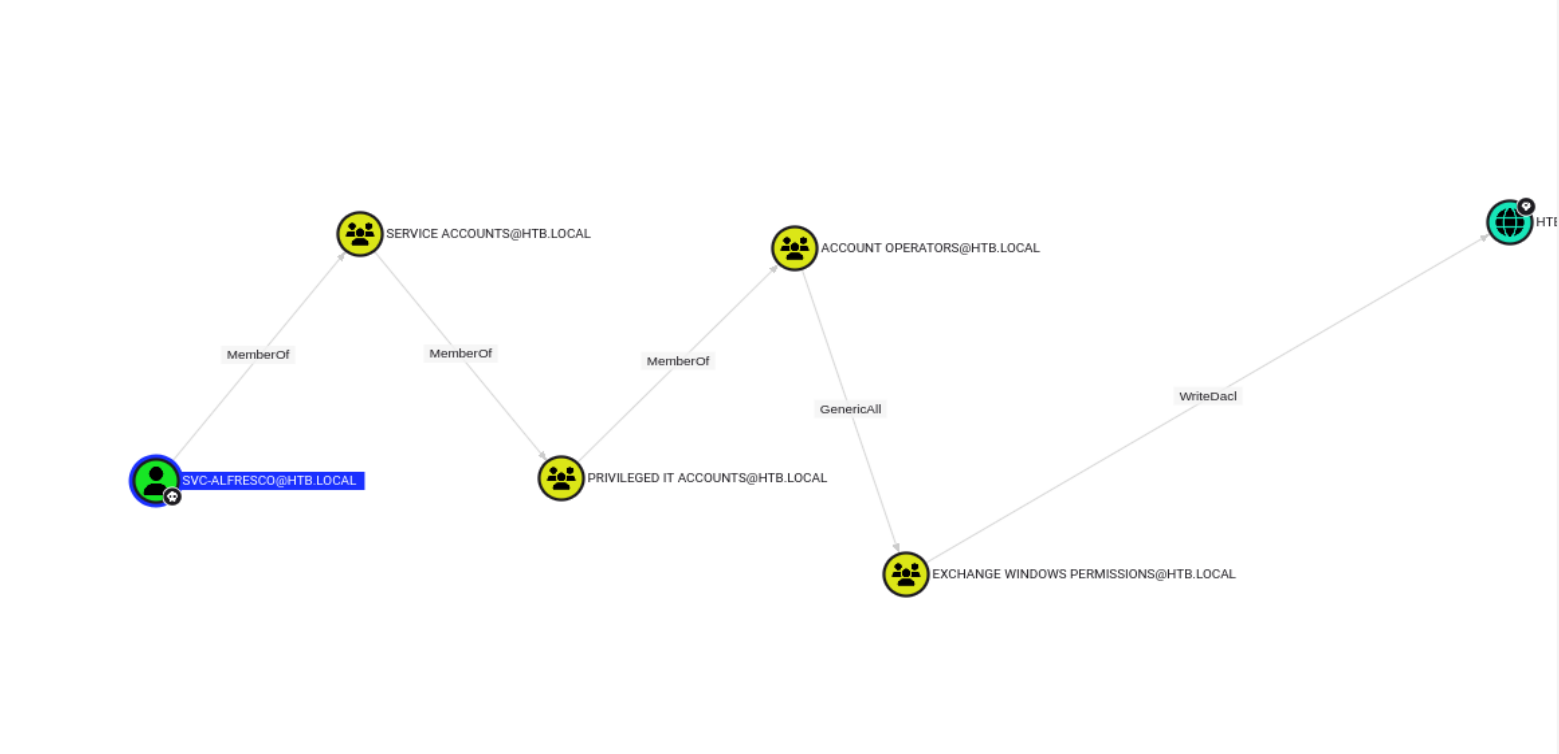 SERVICE ACCOUNTS@HTB.LOCAL
ACCOUNT OPERATORS@HTB.LOCAL
MemberOf
MemberOf
MemberOf
GenericAll
WriteDacl
SVC-ALFRESCO@HTB.LOCAL
PRIVILEGED IT ACCOUNTS@HTB.LOCAL
EXCHANGE WINDOWS PERMISSIONS@HTB.LOCAL